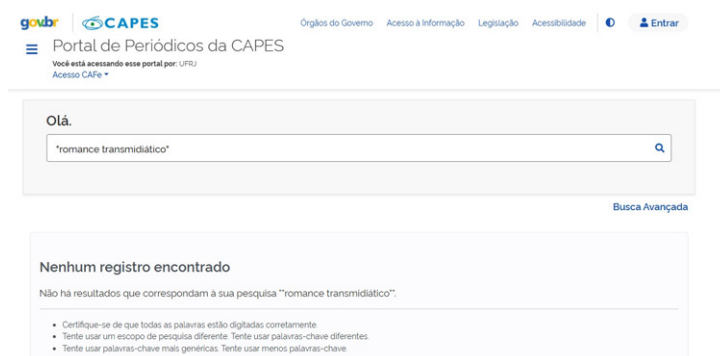 gov.br CAPES Órgãos do Governo Acesso à Informação Legislação Acessibilidade Entrar
Portal de Periódicos da CAPES
Você está acessando esse portal por: UFRJ
Acesso CAFe
Olá.
"romance transmidiático"
Busca Avançada
Nenhum registro encontrado
Não há resultados que correspondam à sua pesquisa ""romance transmidiático"".
• Certifique-se de que todas as palavras estão digitadas corretamente.
• Tente usar um escopo de pesquisa diferente. Tente usar palavras-chave diferentes.
• Tente usar palavras-chave mais genéricas. Tente usar menos palavras-chave.